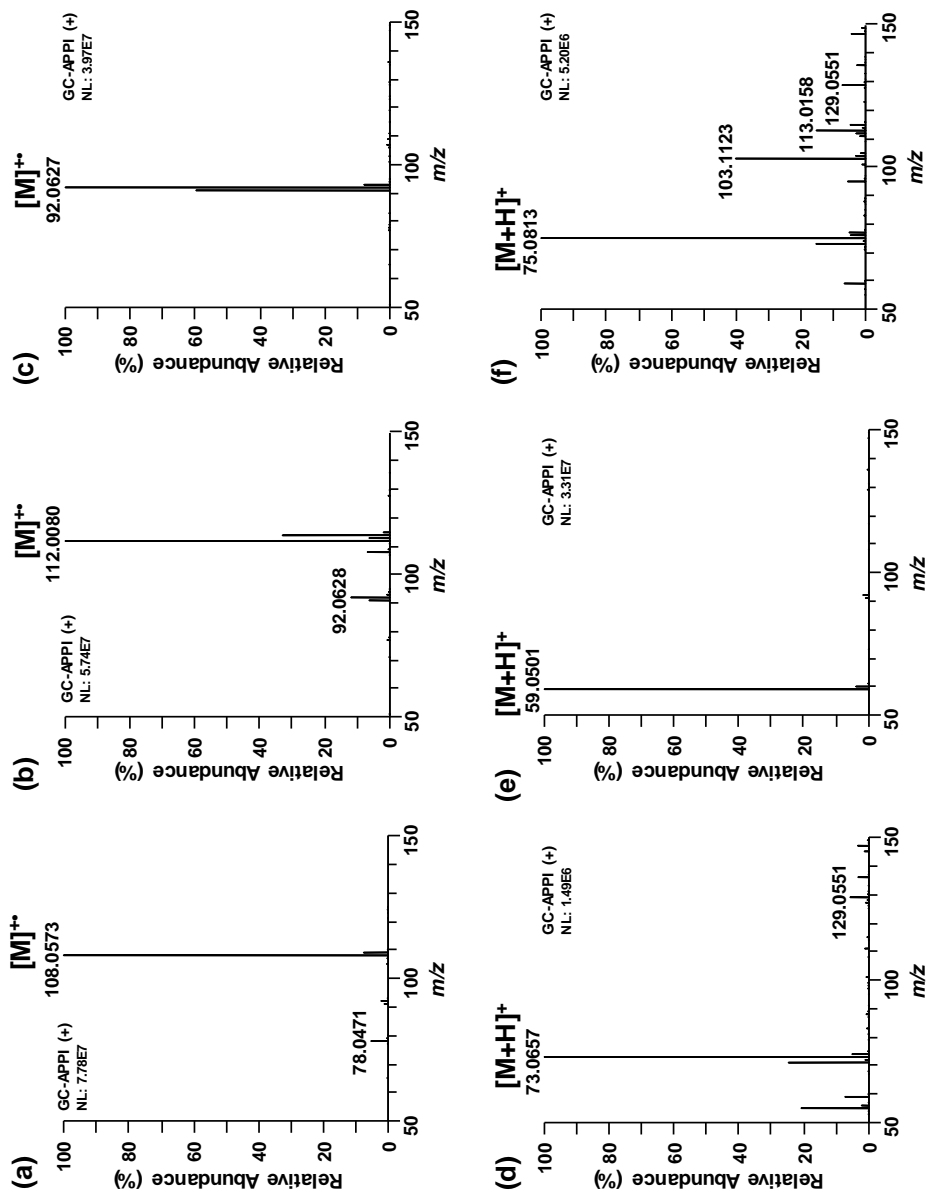 (a)
GC-APPI (+)
NL: 7.78E7
[M]+•
108.0573
78.0471
100
80
60
40
20
0
Relative Abundance (%)
50
100
150
m/z
(b)
GC-APPI (+)
NL: 5.74E7
[M]+•
112.0080
92.0628
100
80
60
40
20
0
Relative Abundance (%)
50
100
150
m/z
(c)
[M]+•
92.0627
GC-APPI (+)
NL: 3.97E7
100
80
60
40
20
0
Relative Abundance (%)
50
100
150
m/z
(d)
[M+H]+
73.0657
GC-APPI (+)
NL: 1.49E6
129.0551
100
80
60
40
20
0
Relative Abundance (%)
50
100
150
m/z
(e)
[M+H]+
59.0501
GC-APPI (+)
NL: 3.31E7
100
80
60
40
20
0
Relative Abundance (%)
50
100
150
m/z
(f)
[M+H]+
75.0813
GC-APPI (+)
NL: 5.20E6
103.1123
113.0158
129.0551
100
80
60
40
20
0
Relative Abundance (%)
50
100
150
m/z